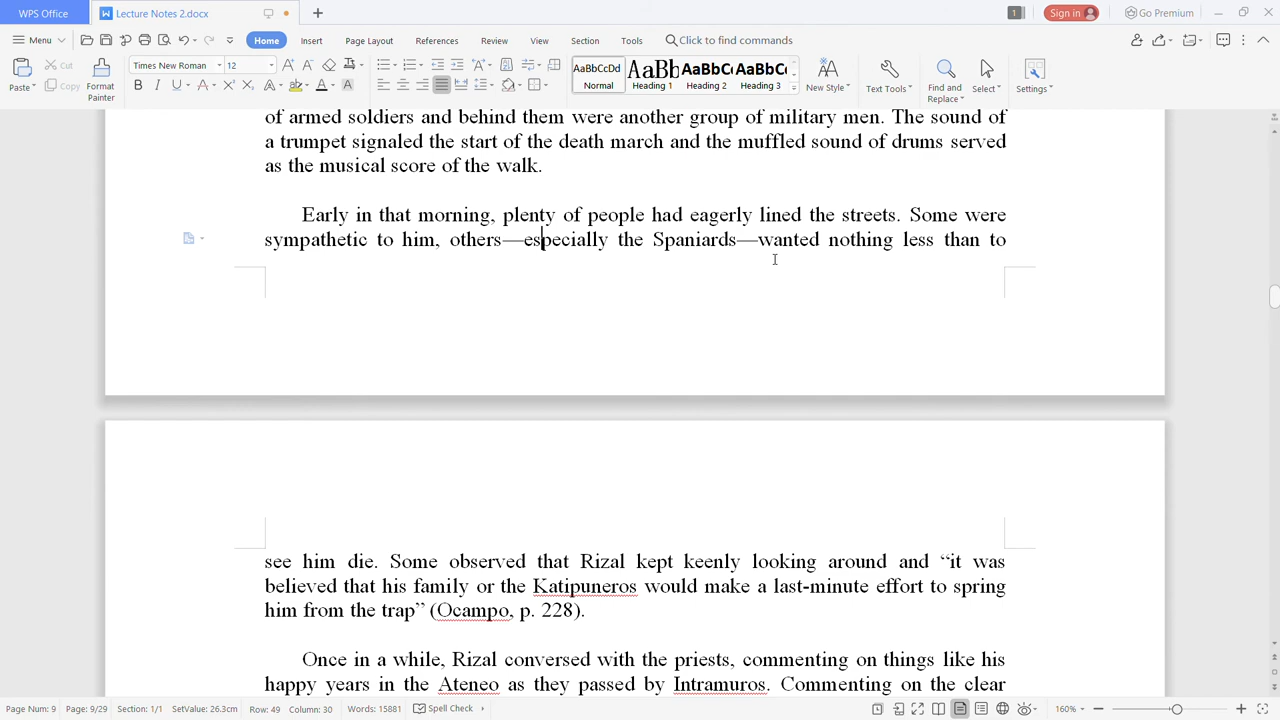 WPS Office
Lecture Notes 2.docx
1
Sign in
Go Premium
Menu
Home
Insert
Page Layout
References
Review
View
Section
Tools
Click to find commands
Paste
Cut
Copy
Format
Painter
Times New Roman
12
AaBbCcDd
Normal
AaBb
Heading 1
AaBbC
Heading 2
AaBbC
Heading 3
New Style
Text Tools
Find and
Replace
Select
Settings
of armed soldiers and behind them were another group of military men. The sound of
a trumpet signaled the start of the death march and the muffled sound of drums served
as the musical score of the walk.
Early in that morning, plenty of people had eagerly lined the streets. Some were
sympathetic to him, others—especially the Spaniards—wanted nothing less than to
see him die. Some observed that Rizal kept keenly looking around and “it was
believed that his family or the Katipuneros would make a last-minute effort to spring
him from the trap” (Ocampo, p. 228).
Once in a while, Rizal conversed with the priests, commenting on things like his
happy years in the Ateneo as they passed by Intramuros. Commenting on the clear
Page Num: 9
Page: 9/29
Section: 1/1
SetValue: 26.3cm
Row: 49
Column: 30
Words: 15881
Spell Check
160%